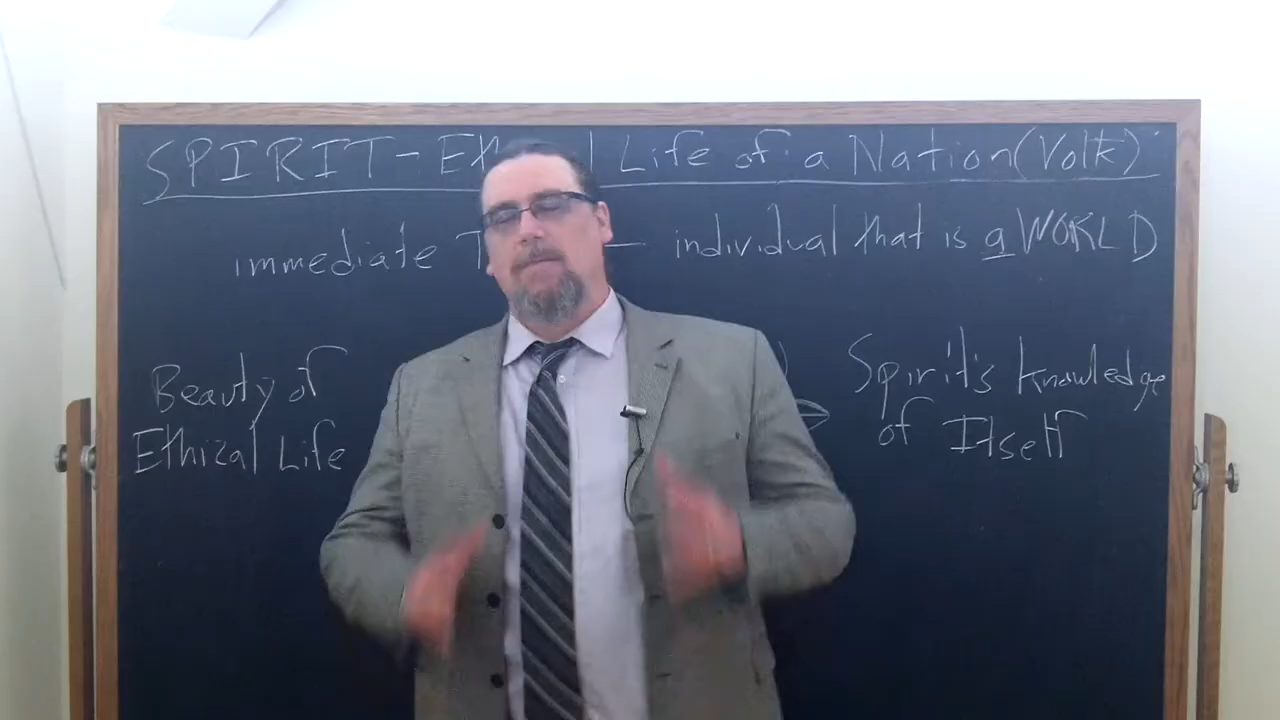 SPIRIT - Life of a Nation (Volk)
immediate — individual that is a WORLD
Beauty of
Ethical Life
Spirit's knowledge
of Itself